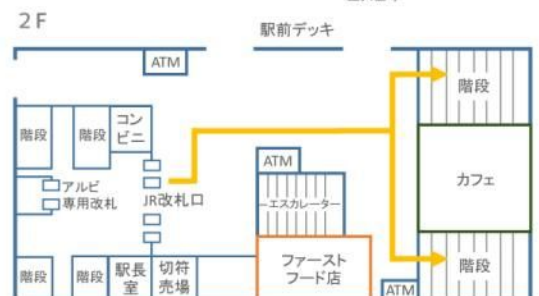 2F
駅前デッキ
ATM
階段
階段
階段
コン
ビニ
ATM
カフェ
アルビ
専用改札
JR改札口
エスカレーター
ファースト
フード店
階段
階段
階段
駅長
室
切符
売場
ATM